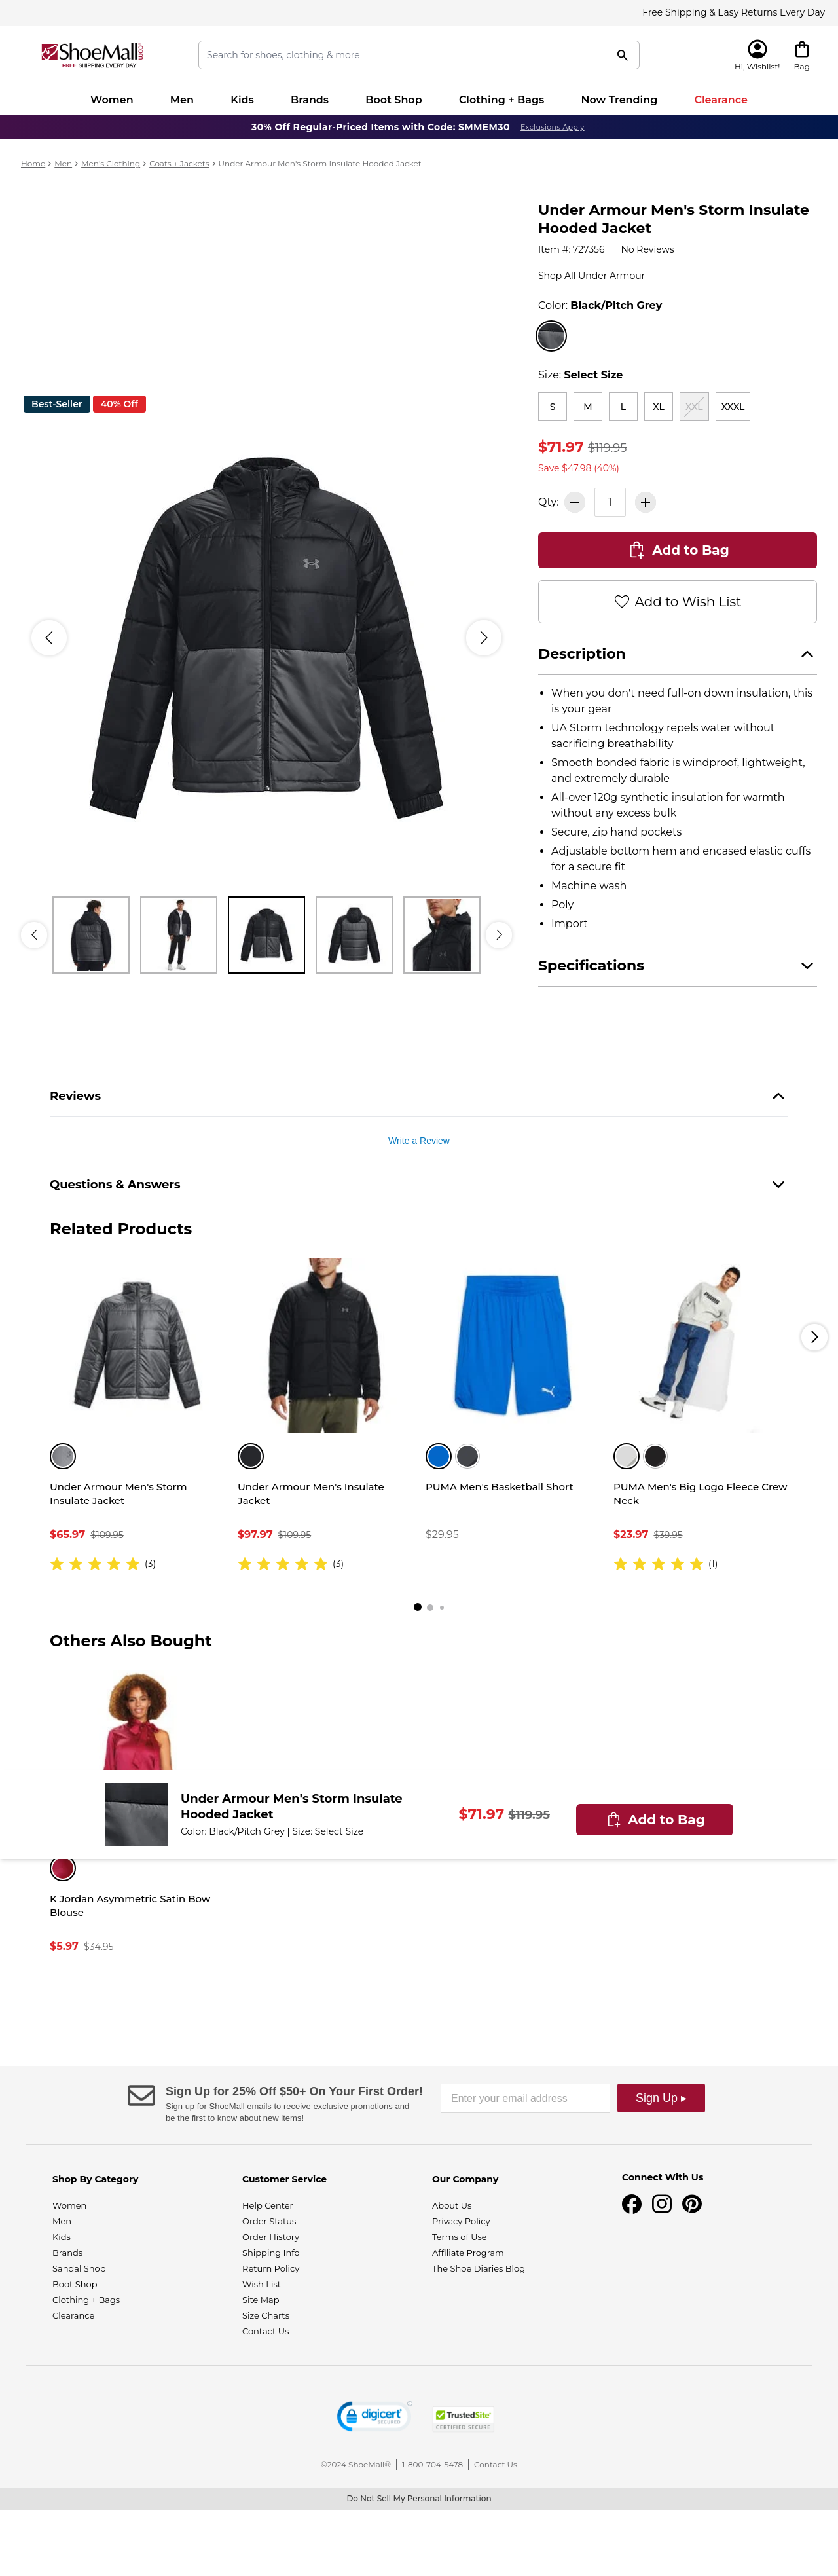 Free Shipping & Easy Returns Every Day
ShoeMall.com
FREE SHIPPING EVERY DAY
Search for shoes, clothing & more
Hi, Wishlist!
Bag
Women
Men
Kids
Brands
Boot Shop
Clothing + Bags
Now Trending
Clearance
30% Off Regular-Priced Items with Code: SMMEM30 Exclusions Apply
Home > Men > Men's Clothing > Coats + Jackets > Under Armour Men's Storm Insulate Hooded Jacket
Under Armour Men's Storm Insulate
Hooded Jacket
Item #: 727356 | No Reviews
Shop All Under Armour
Color: Black/Pitch Grey
Size: Select Size
S
M
L
XL
XXL
XXXL
Best-Seller
40% Off
$71.97 $119.95
Save $47.98 (40%)
Qty:
1
Add to Bag
Add to Wish List
Description
• When you don't need full-on down insulation, this
is your gear
• UA Storm technology repels water without
sacrificing breathability
• Smooth bonded fabric is windproof, lightweight,
and extremely durable
• All-over 120g synthetic insulation for warmth
without any excess bulk
• Secure, zip hand pockets
• Adjustable bottom hem and encased elastic cuffs
for a secure fit
• Machine wash
• Poly
• Import
Specifications
Reviews
Write a Review
Questions & Answers
Related Products
Under Armour Men's Storm
Insulate Jacket
$65.97 $109.95
(3)
Under Armour Men's Insulate
Jacket
$97.97 $109.95
(3)
PUMA Men's Basketball Short
$29.95
PUMA Men's Big Logo Fleece Crew
Neck
$23.97 $39.95
(1)
Others Also Bought
Under Armour Men's Storm Insulate
Hooded Jacket
Color: Black/Pitch Grey | Size: Select Size
$71.97 $119.95
Add to Bag
K Jordan Asymmetric Satin Bow
Blouse
$5.97 $34.95
Sign Up for 25% Off $50+ On Your First Order!
Sign up for ShoeMall emails to receive exclusive promotions and
be the first to know about new items!
Enter your email address
Sign Up ▸
Shop By Category
Women
Men
Kids
Brands
Sandal Shop
Boot Shop
Clothing + Bags
Clearance
Customer Service
Help Center
Order Status
Order History
Shipping Info
Return Policy
Wish List
Site Map
Size Charts
Contact Us
Our Company
About Us
Privacy Policy
Terms of Use
Affiliate Program
The Shoe Diaries Blog
Connect With Us
digicert
SECURED
TrustedSite
CERTIFIED SECURE
©2024 ShoeMall® | 1-800-704-5478 | Contact Us
Do Not Sell My Personal Information